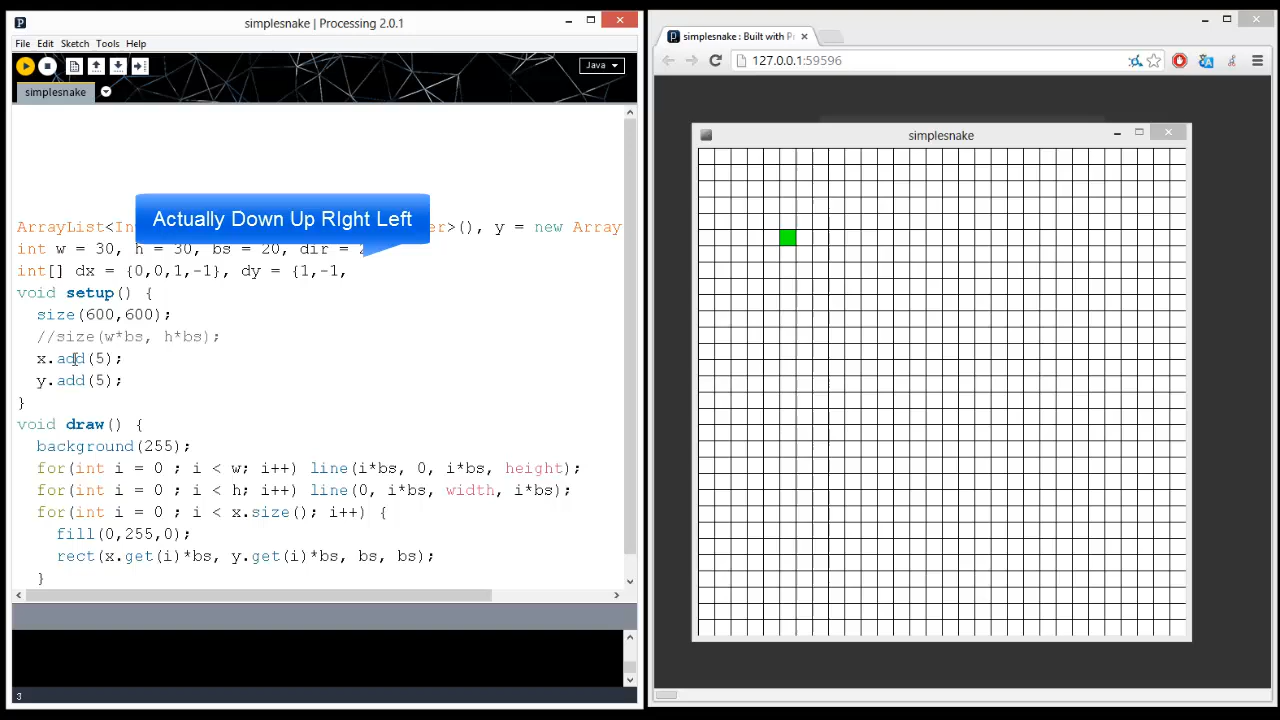 simplesnake | Processing 2.0.1
File Edit Sketch Tools Help
Java
simplesnake
Actually Down Up RIght Left
ArrayList<In er>(), y = new Array
int w = 30, h = 30, bs = 20, dir =
int[] dx = {0,0,1,-1}, dy = {1,-1,
void setup() {
size(600,600);
//size(w*bs, h*bs);
x.add(5);
y.add(5);
}
void draw() {
background(255);
for(int i = 0 ; i < w; i++) line(i*bs, 0, i*bs, height);
for(int i = 0 ; i < h; i++) line(0, i*bs, width, i*bs);
for(int i = 0 ; i < x.size(); i++) {
fill(0,255,0);
rect(x.get(i)*bs, y.get(i)*bs, bs, bs);
}
3
simplesnake : Built with P
127.0.0.1:59596
simplesnake